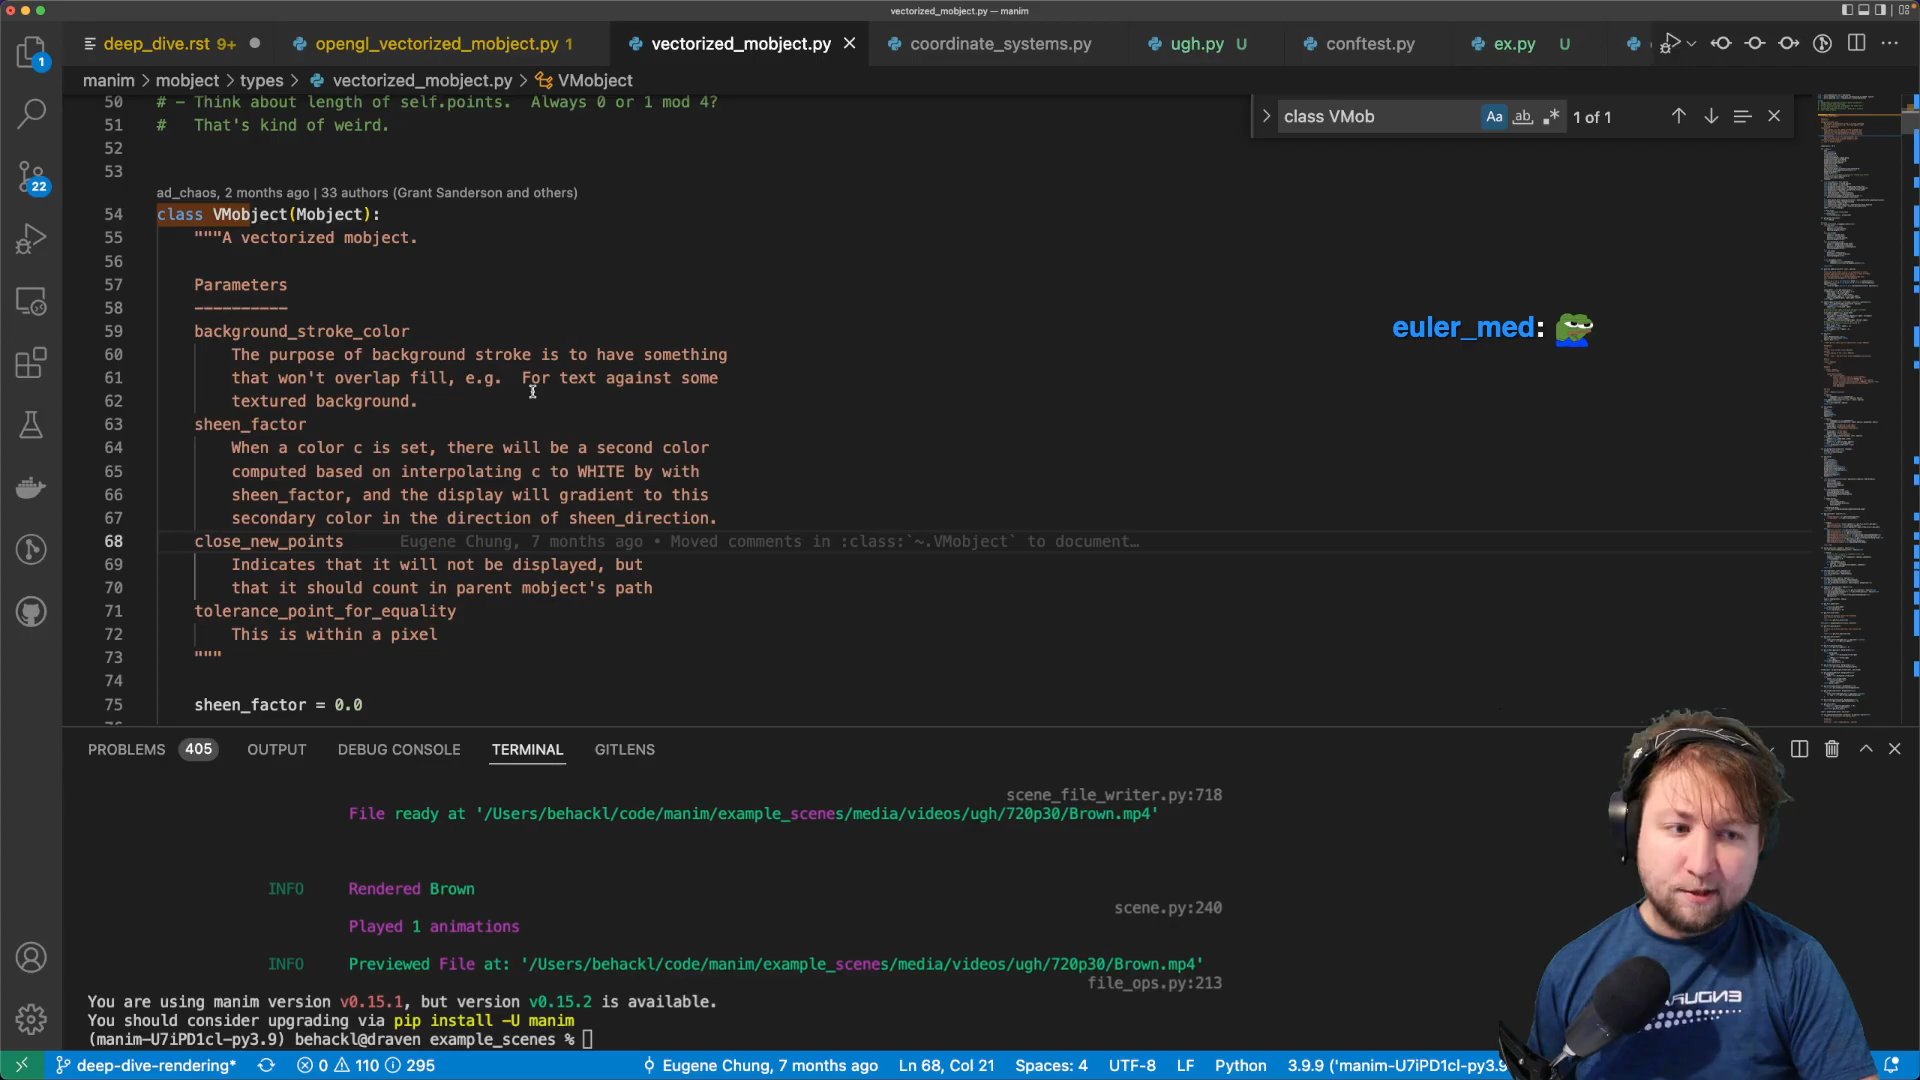 vectorized_mobject.py — manim
deep_dive.rst 9+
opengl_vectorized_mobject.py 1
vectorized_mobject.py
coordinate_systems.py
ugh.py U
conftest.py
ex.py U
manim > mobject > types > vectorized_mobject.py > VMobject
class VMob
Aa ab 1 of 1
50 # - Think about length of self.points.  Always 0 or 1 mod 4?
51 #   That's kind of weird.
52
53
ad_chaos, 2 months ago | 33 authors (Grant Sanderson and others)
54 class VMobject(Mobject):
55 """A vectorized mobject.
56
57 Parameters
58 ----------
59 background_stroke_color
60 The purpose of background stroke is to have something
61 that won't overlap fill, e.g.  For text against some
62 textured background.
63 sheen_factor
64 When a color c is set, there will be a second color
65 computed based on interpolating c to WHITE by with
66 sheen_factor, and the display will gradient to this
67 secondary color in the direction of sheen_direction.
68 close_new_points Eugene Chung, 7 months ago • Moved comments in :class:`~.VMobject` to document…
69 Indicates that it will not be displayed, but
70 that it should count in parent mobject's path
71 tolerance_point_for_equality
72 This is within a pixel
73 """
74
75 sheen_factor = 0.0
euler_med:
1
22
PROBLEMS 405 OUTPUT DEBUG CONSOLE TERMINAL GITLENS
scene_file_writer.py:718
File ready at '/Users/behackl/code/manim/example_scenes/media/videos/ugh/720p30/Brown.mp4'
INFO Rendered Brown
scene.py:240
Played 1 animations
INFO Previewed File at: '/Users/behackl/code/manim/example_scenes/media/videos/ugh/720p30/Brown.mp4'
file_ops.py:213
You are using manim version v0.15.1, but version v0.15.2 is available.
You should consider upgrading via pip install -U manim
(manim-U7iPD1cl-py3.9) behackl@draven example_scenes %
deep-dive-rendering* 0 110 295 Eugene Chung, 7 months ago Ln 68, Col 21 Spaces: 4 UTF-8 LF Python 3.9.9 ('manim-U7iPD1cl-py3.9